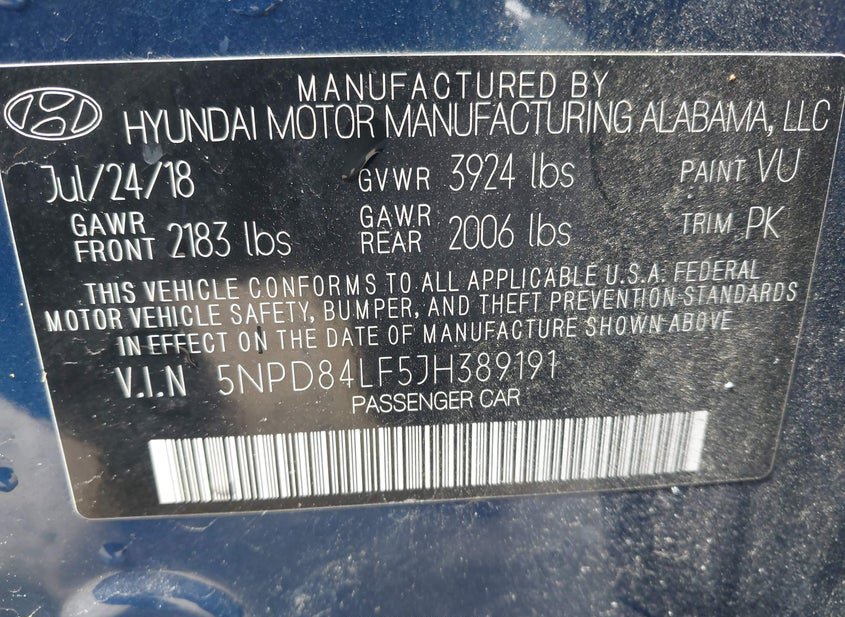 MANUFACTURED BY
HYUNDAI MOTOR MANUFACTURING ALABAMA, LLC
Jul/24/18 GVWR 3924 lbs PAINT VU
GAWR FRONT 2183 lbs GAWR REAR 2006 lbs TRIM PK
THIS VEHICLE CONFORMS TO ALL APPLICABLE U.S.A. FEDERAL
MOTOR VEHICLE SAFETY, BUMPER, AND THEFT PREVENTION STANDARDS
IN EFFECT ON THE DATE OF MANUFACTURE SHOWN ABOVE
V.I.N 5NPD84LF5JH389191
PASSENGER CAR